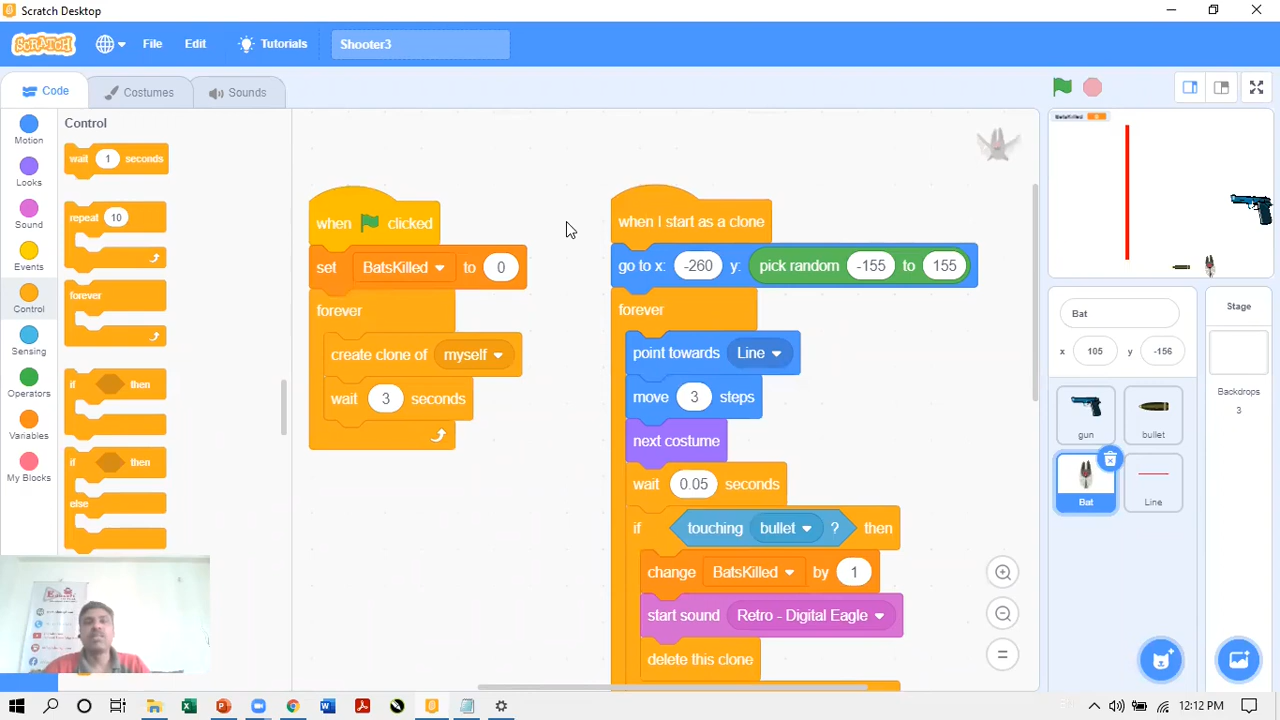 Scratch Desktop
SCRATCH
File
Edit
Tutorials
Shooter3
Code
Costumes
Sounds
Motion
Looks
Sound
Events
Control
Sensing
Operators
Variables
My Blocks
Control
wait 1 seconds
repeat 10
forever
if then
if then
else
when clicked
set BatsKilled to 0
forever
create clone of myself
wait 3 seconds
when I start as a clone
go to x: -260 y: pick random -155 to 155
forever
point towards Line
move 3 steps
next costume
wait 0.05 seconds
if touching bullet ? then
change BatsKilled by 1
start sound Retro - Digital Eagle
delete this clone
BatsKilled
Bat
x 105 y -156
gun
bullet
Bat
Line
Stage
Backdrops
3
12:12 PM